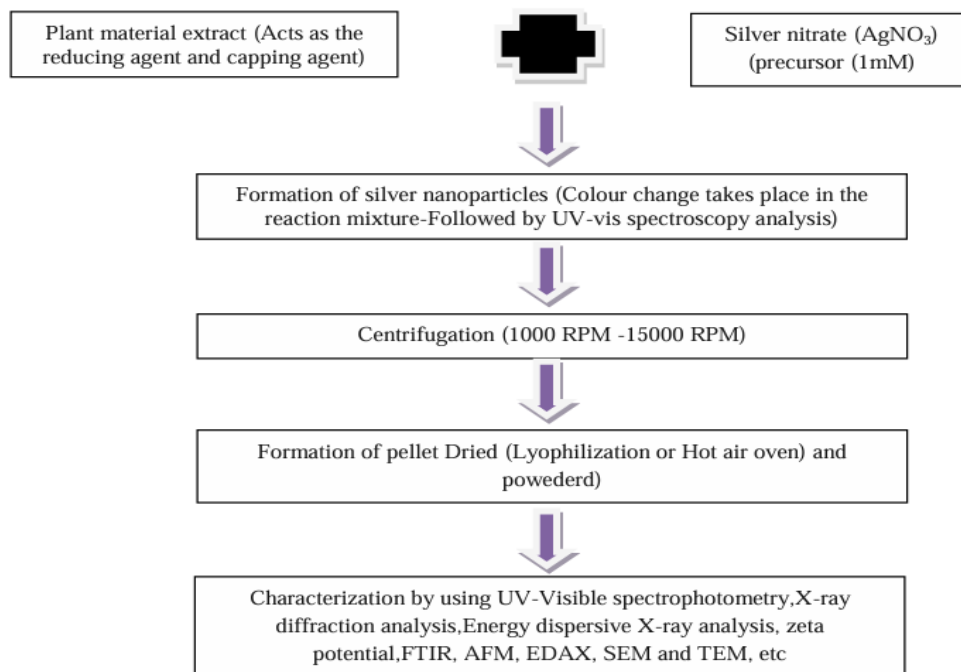 Plant material extract (Acts as the
reducing agent and capping agent)
Silver nitrate (AgNO₃)
(precursor (1mM)
Formation of silver nanoparticles (Colour change takes place in the
reaction mixture-Followed by UV-vis spectroscopy analysis)
Centrifugation (1000 RPM -15000 RPM)
Formation of pellet Dried (Lyophilization or Hot air oven) and
powederd)
Characterization by using UV-Visible spectrophotometry,X-ray
diffraction analysis,Energy dispersive X-ray analysis, zeta
potential,FTIR, AFM, EDAX, SEM and TEM, etc